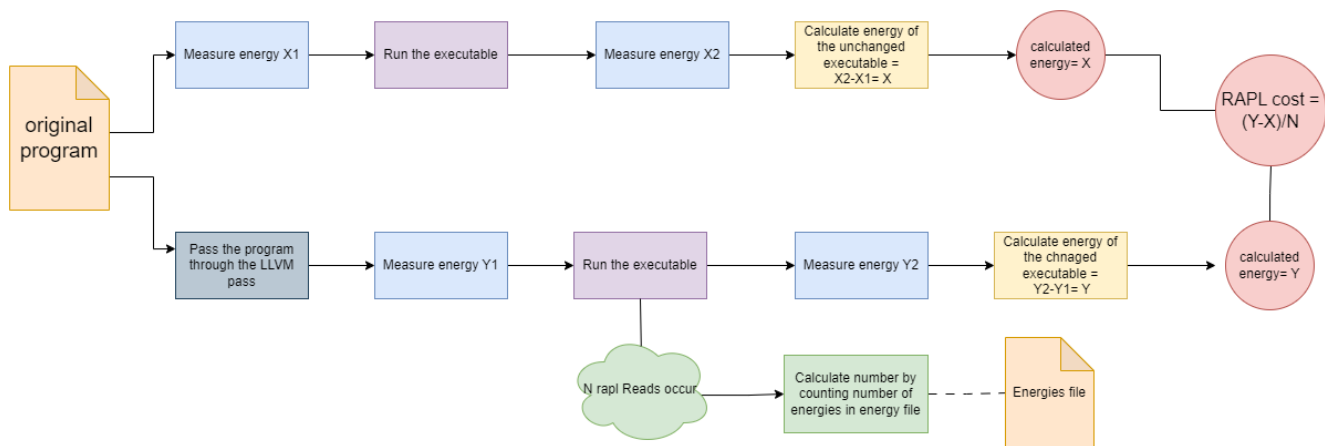 original
program
Measure energy X1
Run the executable
Measure energy X2
Calculate energy of
the unchanged
executable =
X2-X1= X
calculated
energy= X
RAPL cost =
(Y-X)/N
Pass the program
through the LLVM
pass
Measure energy Y1
Run the executable
Measure energy Y2
Calculate energy of
the chnaged
executable =
Y2-Y1= Y
calculated
energy= Y
N rapl Reads occur
Calculate number by
counting number of
energies in energy file
Energies file